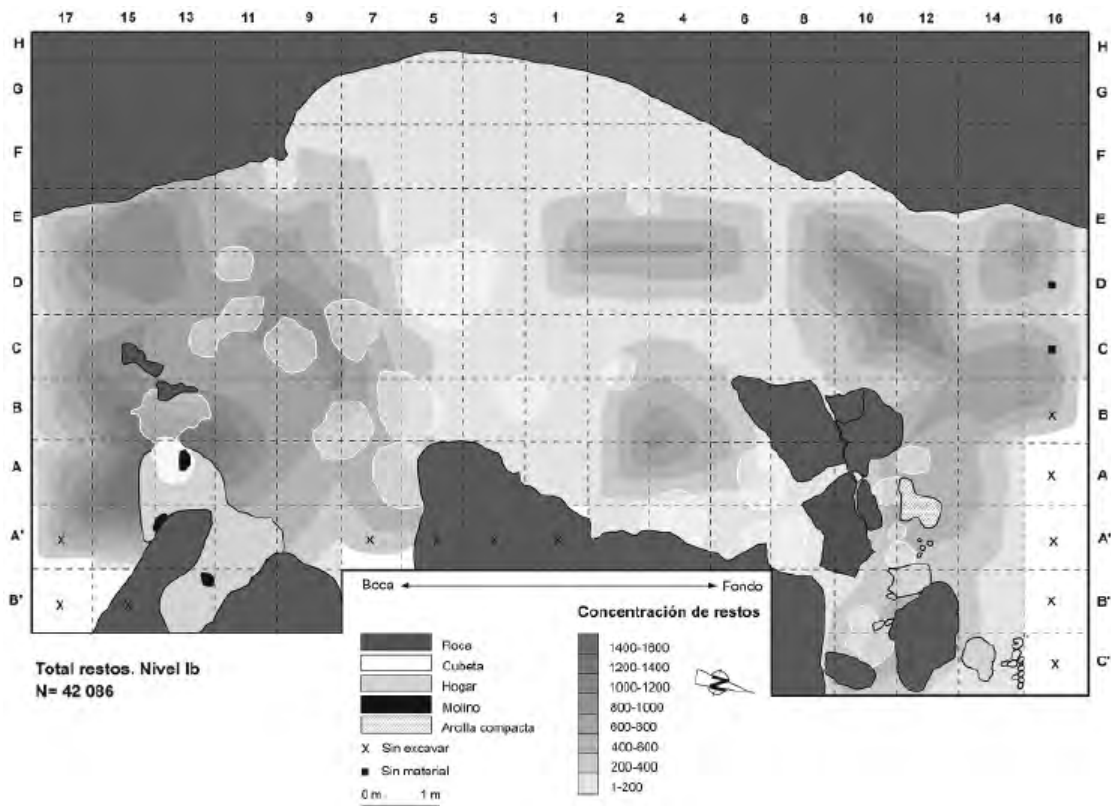 17 15 13 11 9 7 5 3 1 2 4 6 8 10 12 14 16
H H
G G
F F
E E
D D
C C
B X B
A X A
A' X X X X X X A'
B' X X X B'
X C'
Boca Fondo
Total restos. Nivel Ib
N= 42 086
Roca
Cubeta
Hogar
Molino
Arcilla compacta
X Sin excavar
■ Sin material
0 m 1 m
Concentración de restos
1400-1600
1200-1400
1000-1200
800-1000
600-800
400-600
200-400
1-200
N